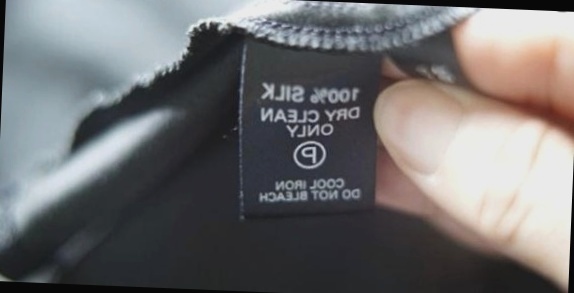 100% SILK
DRY CLEAN
ONLY
P
COOL IRON
DO NOT BLEACH